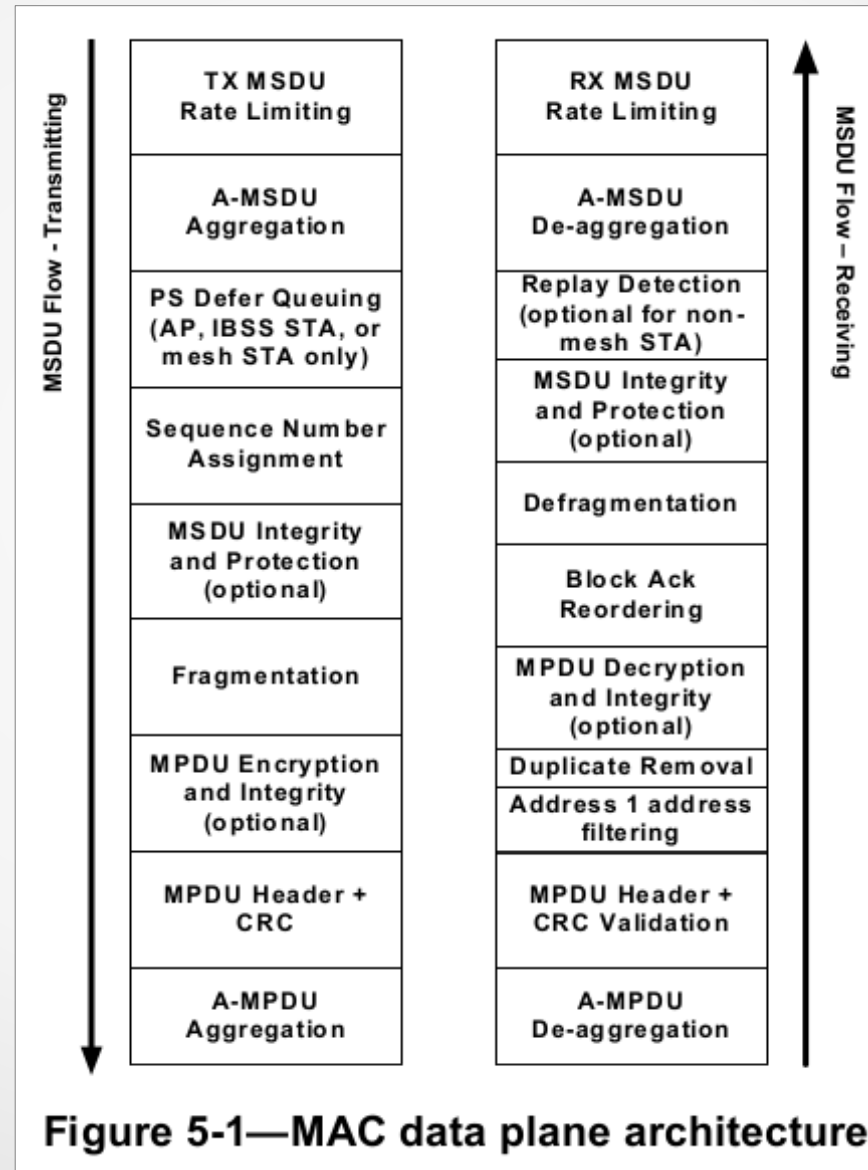 MSDU Flow - Transmitting
TX MSDU
Rate Limiting
A-MSDU
Aggregation
PS Defer Queuing
(AP, IBSS STA, or
mesh STA only)
Sequence Number
Assignment
MSDU Integrity
and Protection
(optional)
Fragmentation
MPDU Encryption
and Integrity
(optional)
MPDU Header +
CRC
A-MPDU
Aggregation
RX MSDU
Rate Limiting
A-MSDU
De-aggregation
Replay Detection
(optional for non-
mesh STA)
MSDU Integrity
and Protection
(optional)
Defragmentation
Block Ack
Reordering
MPDU Decryption
and Integrity
(optional)
Duplicate Removal
Address 1 address
filtering
MPDU Header +
CRC Validation
A-MPDU
De-aggregation
MSDU Flow – Receiving
Figure 5-1—MAC data plane architecture